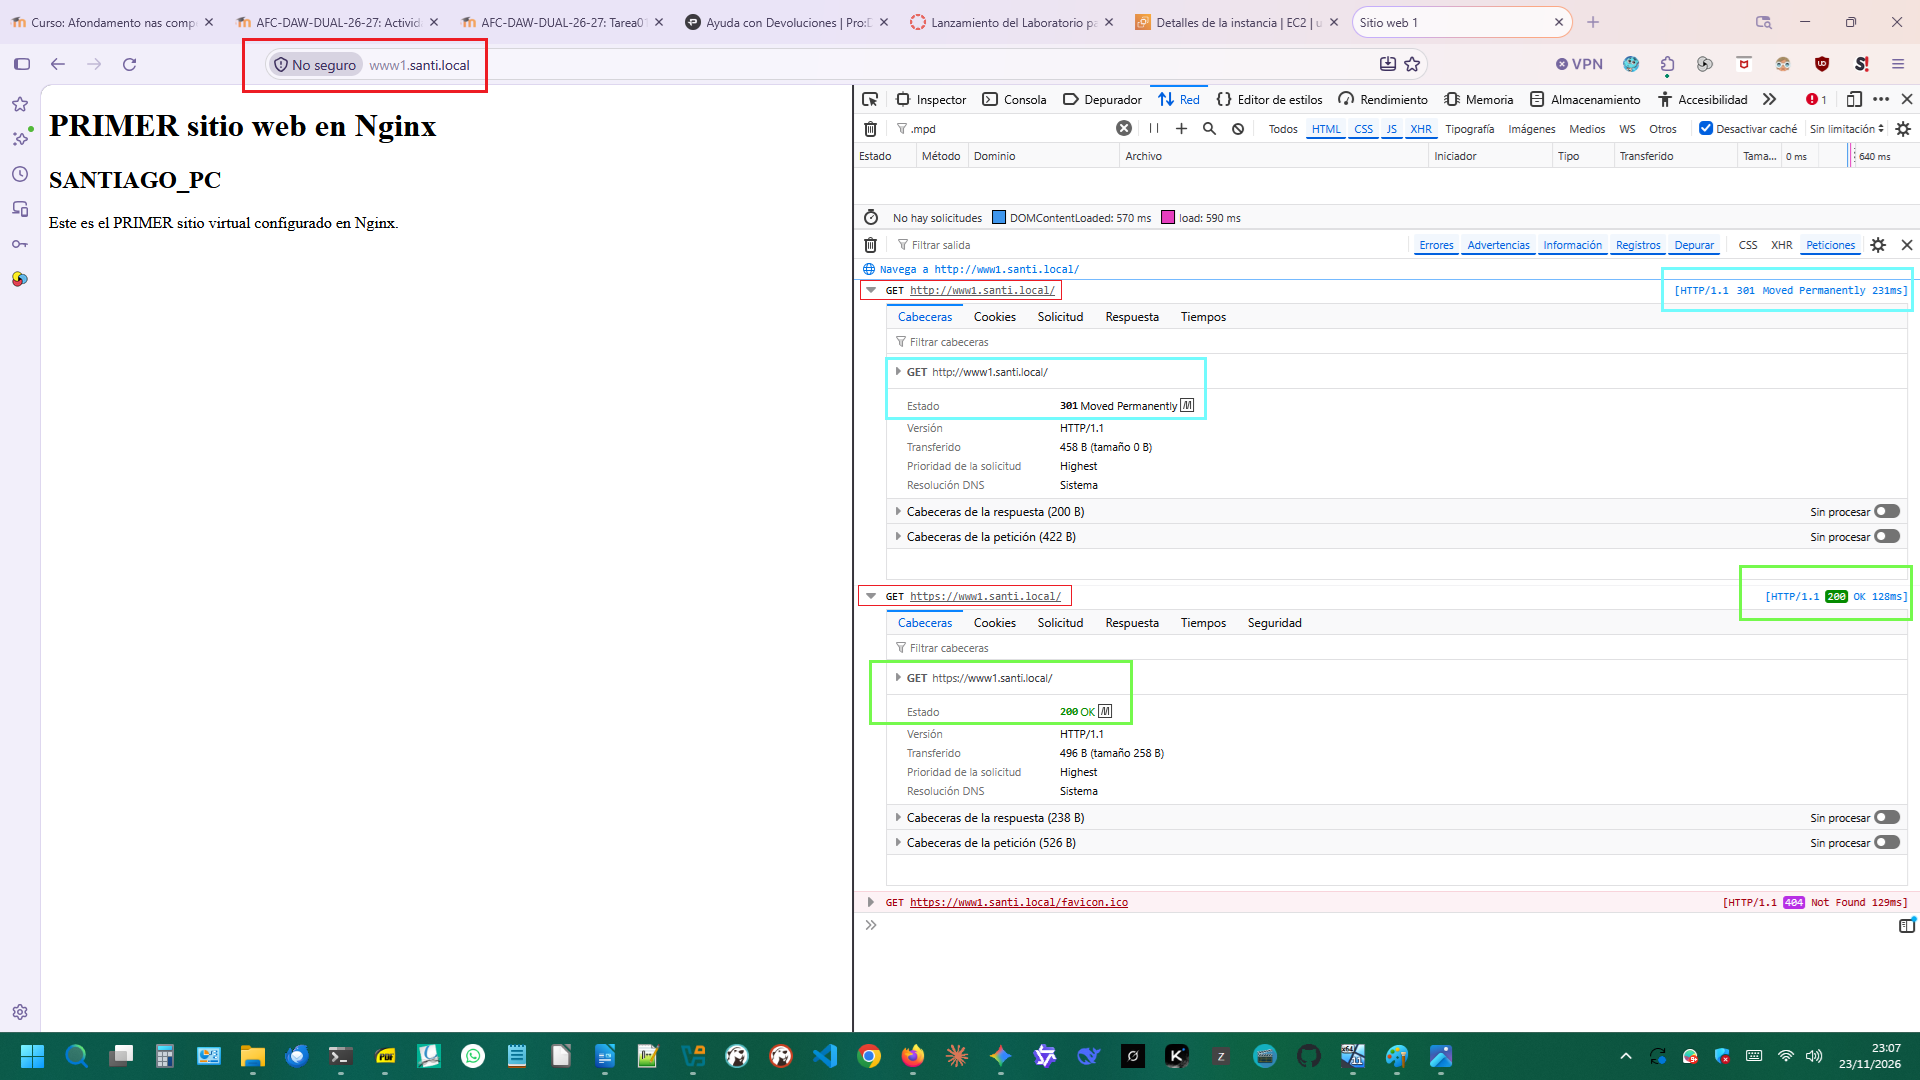 Curso: Afondamento nas comp
AFC-DAW-DUAL-26-27: Activida
AFC-DAW-DUAL-26-27: Tarea01
Ayuda con Devoluciones | Pro:D
Lanzamiento del Laboratorio pa
Detalles de la instancia | EC2 | u
Sitio web 1
No seguro www1.santi.local
VPN
PRIMER sitio web en Nginx
SANTIAGO_PC
Este es el PRIMER sitio virtual configurado en Nginx.
Inspector Consola Depurador Red Editor de estilos Rendimiento Memoria Almacenamiento Accesibilidad 1
.mpd Todos HTML CSS JS XHR Tipografía Imágenes Medios WS Otros Desactivar caché Sin limitación
Estado Método Dominio Archivo Iniciador Tipo Transferido Tama... 0 ms 640 ms
No hay solicitudes DOMContentLoaded: 570 ms load: 590 ms
Filtrar salida Errores Advertencias Información Registros Depurar CSS XHR Peticiones
Navega a http://www1.santi.local/
GET http://www1.santi.local/ [HTTP/1.1 301 Moved Permanently 231ms]
Cabeceras Cookies Solicitud Respuesta Tiempos
Filtrar cabeceras
GET http://www1.santi.local/
Estado 301 Moved Permanently
Versión HTTP/1.1
Transferido 458 B (tamaño 0 B)
Prioridad de la solicitud Highest
Resolución DNS Sistema
Cabeceras de la respuesta (200 B) Sin procesar
Cabeceras de la petición (422 B) Sin procesar
GET https://www1.santi.local/ [HTTP/1.1 200 OK 128ms]
Cabeceras Cookies Solicitud Respuesta Tiempos Seguridad
Filtrar cabeceras
GET https://www1.santi.local/
Estado 200 OK
Versión HTTP/1.1
Transferido 496 B (tamaño 258 B)
Prioridad de la solicitud Highest
Resolución DNS Sistema
Cabeceras de la respuesta (238 B) Sin procesar
Cabeceras de la petición (526 B) Sin procesar
GET https://www1.santi.local/favicon.ico [HTTP/1.1 404 Not Found 129ms]
23:07
23/11/2026